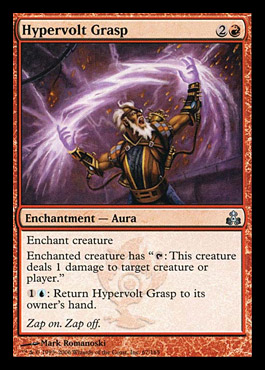 Hypervolt Grasp 2
Enchantment — Aura
Enchant creature
Enchanted creature has “: This creature
deals 1 damage to target creature or
player.”
1 : Return Hypervolt Grasp to its
owner's hand.
Zap on. Zap off.
Mark Romanoski